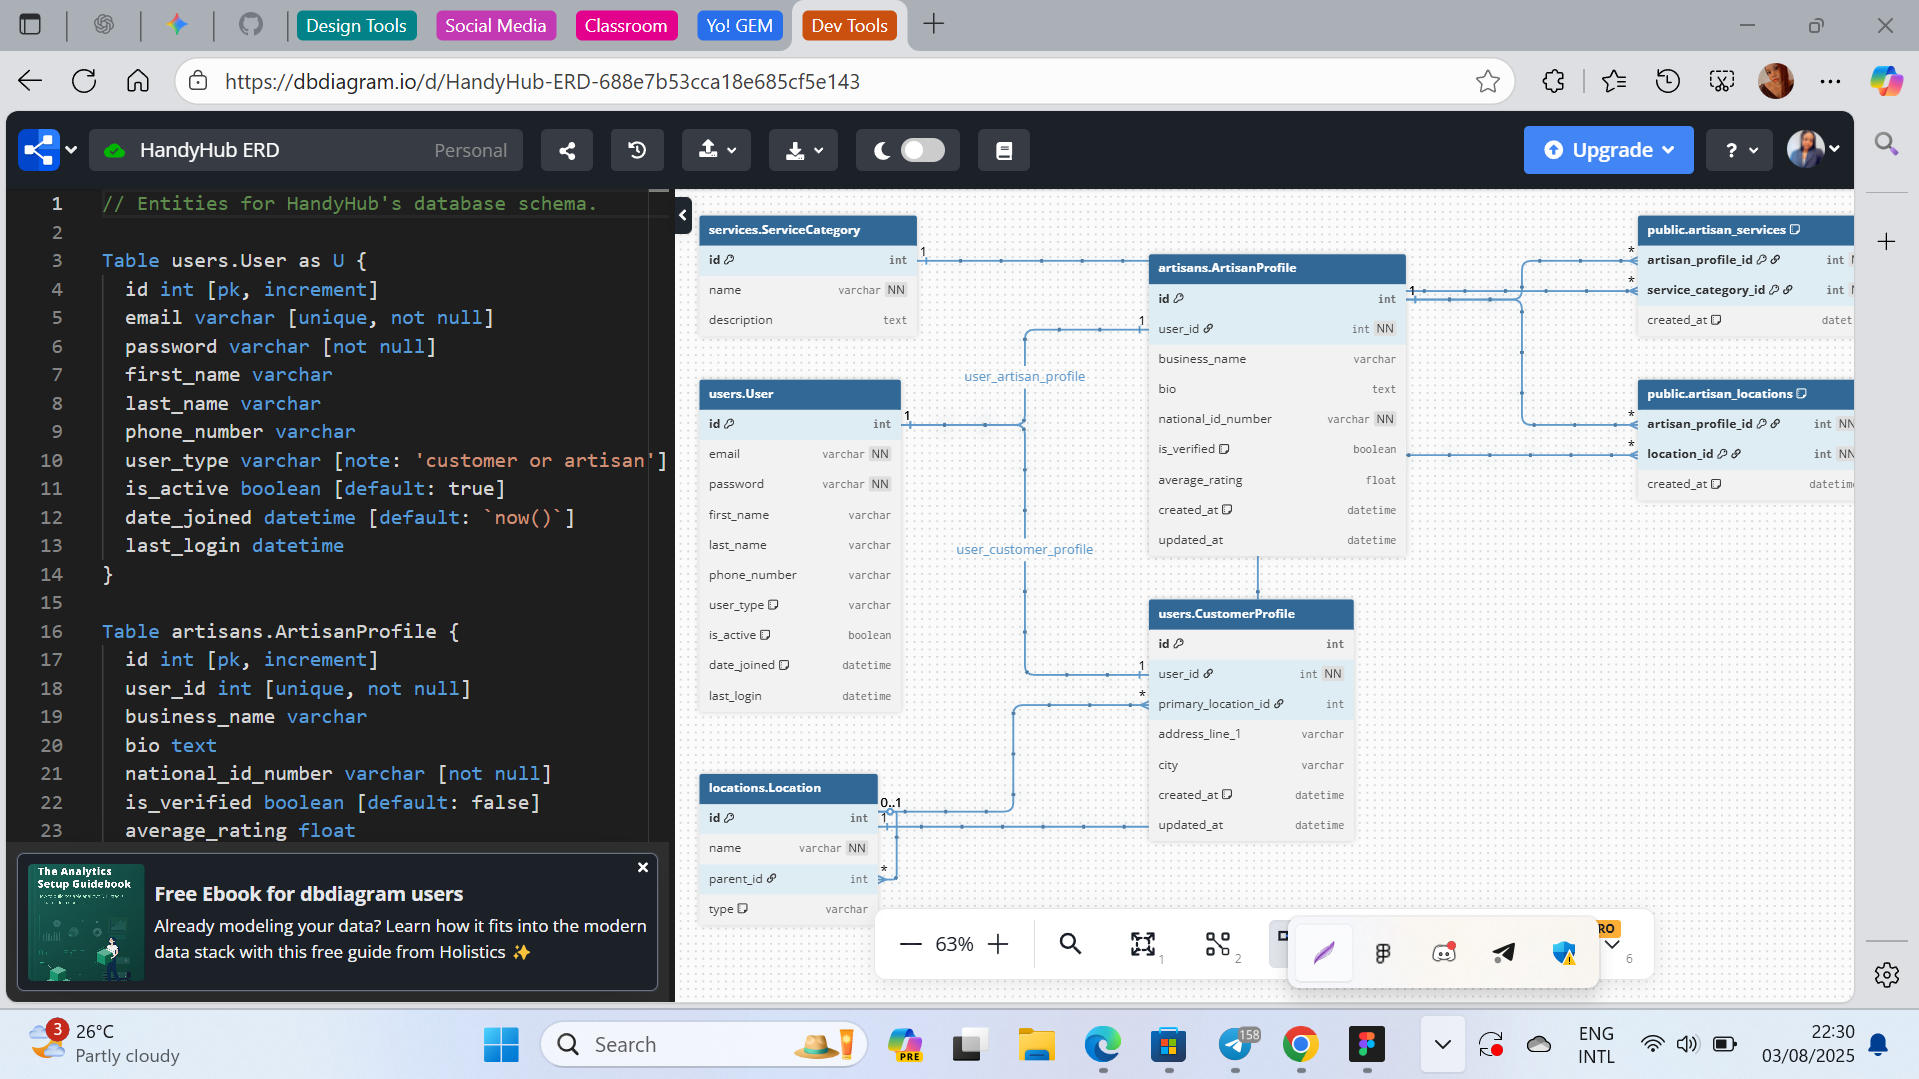 Design Tools
Social Media
Classroom
Yo! GEM
Dev Tools
https://dbdiagram.io/d/HandyHub-ERD-688e7b53cca18e685cf5e143
HandyHub ERD
Personal
Upgrade
?
1 // Entities for HandyHub's database schema.
2
3 Table users.User as U {
4 id int [pk, increment]
5 email varchar [unique, not null]
6 password varchar [not null]
7 first_name varchar
8 last_name varchar
9 phone_number varchar
10 user_type varchar [note: 'customer or artisan']
11 is_active boolean [default: true]
12 date_joined datetime [default: `now()`]
13 last_login datetime
14 }
15
16 Table artisans.ArtisanProfile {
17 id int [pk, increment]
18 user_id int [unique, not null]
19 business_name varchar
20 bio text
21 national_id_number varchar [not null]
22 is_verified boolean [default: false]
23 average_rating float
The Analytics
Setup Guidebook
Free Ebook for dbdiagram users
Already modeling your data? Learn how it fits into the modern
data stack with this free guide from Holistics ✨
services.ServiceCategory
id int
name varchar NN
description text
1
users.User
id int
email varchar NN
password varchar NN
first_name varchar
last_name varchar
phone_number varchar
user_type varchar
is_active boolean
date_joined datetime
last_login datetime
1
user_artisan_profile
user_customer_profile
locations.Location
id int
name varchar NN
parent_id int
type varchar
0..1
1
*
1
artisans.ArtisanProfile
id int
user_id int NN
business_name varchar
bio text
national_id_number varchar NN
is_verified boolean
average_rating float
created_at datetime
updated_at datetime
1
1
*
users.CustomerProfile
id int
user_id int NN
primary_location_id int
address_line_1 varchar
city varchar
created_at datetime
updated_at datetime
*
*
public.artisan_services
artisan_profile_id int
service_category_id int
created_at datet
*
*
public.artisan_locations
artisan_profile_id int NN
location_id int NN
created_at datetim
63%
1
2
RO
6
3
26°C
Partly cloudy
Search
PRE
158
ENG
INTL
22:30
03/08/2025